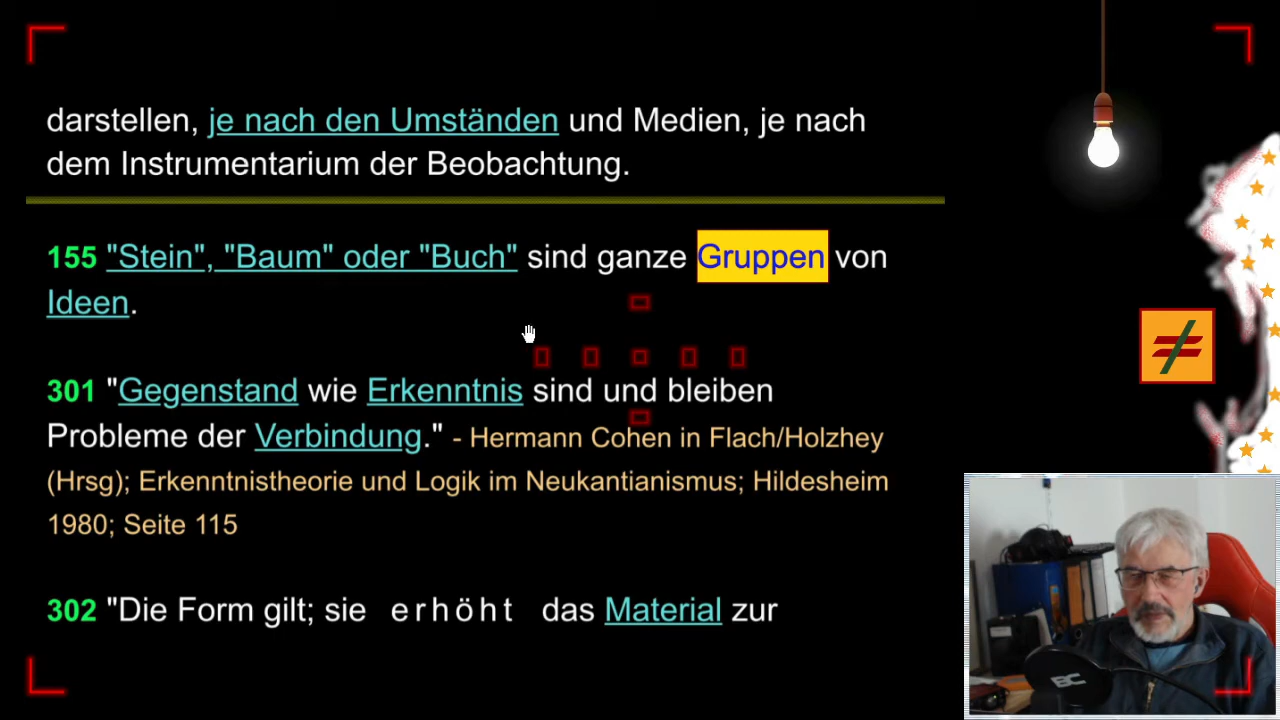 darstellen, je nach den Umständen und Medien, je nach
dem Instrumentarium der Beobachtung.
155 "Stein", "Baum" oder "Buch" sind ganze Gruppen von
Ideen.
301 "Gegenstand wie Erkenntnis sind und bleiben
Probleme der Verbindung." - Hermann Cohen in Flach/Holzhey
(Hrsg); Erkenntnistheorie und Logik im Neukantianismus; Hildesheim
1980; Seite 115
302 "Die Form gilt; sie erhöht das Material zur
≠
BC